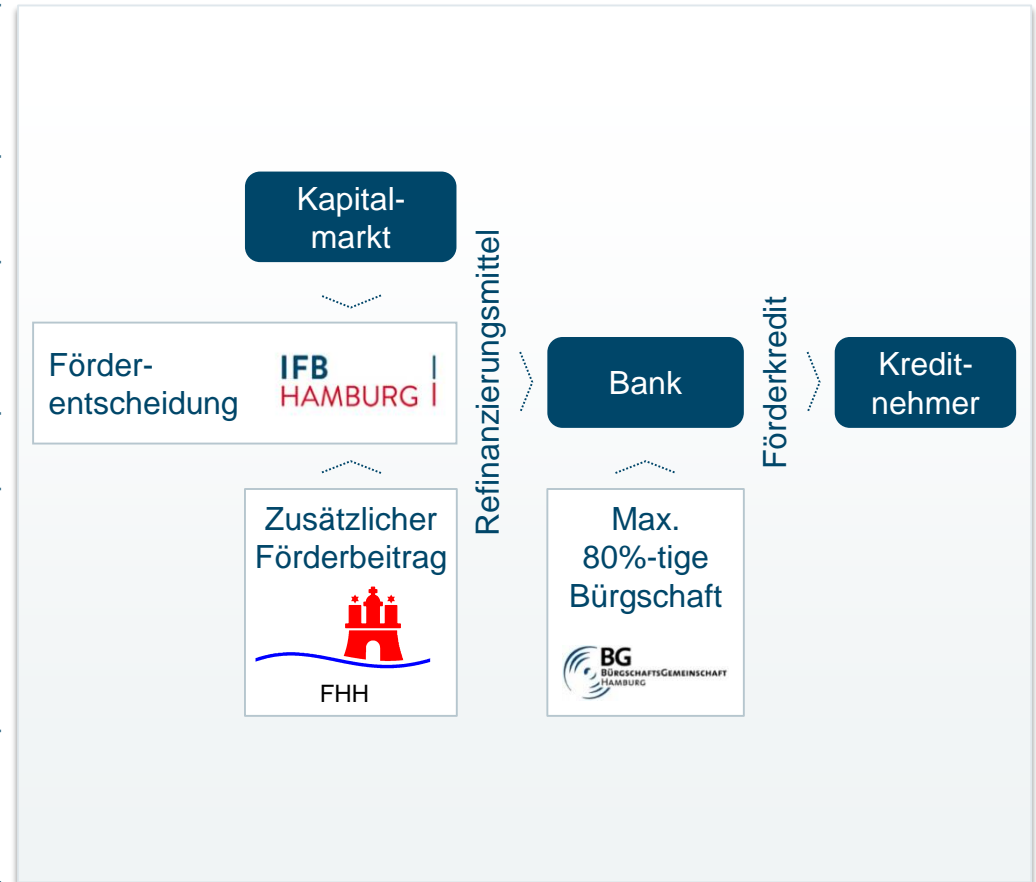 Kapital-
markt
Förder-
entscheidung
IFB
HAMBURG
Refinanzierungsmittel
Bank
Förderkredit
Kredit-
nehmer
Zusätzlicher
Förderbeitrag
FHH
Max.
80%-tige
Bürgschaft
BG
BÜRGSCHAFTSGEMEINSCHAFT
HAMBURG